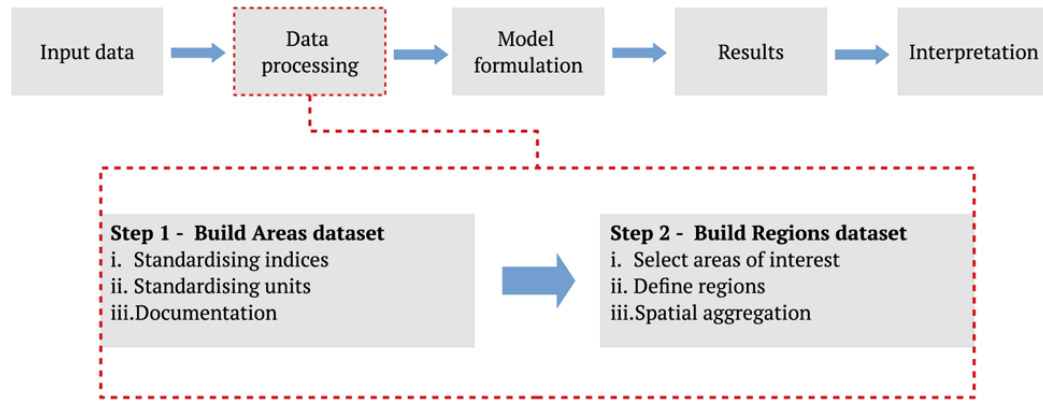 Input data
Data
processing
Model
formulation
Results
Interpretation
Step 1 - Build Areas dataset
i. Standardising indices
ii. Standardising units
iii.Documentation
Step 2 - Build Regions dataset
i. Select areas of interest
ii. Define regions
iii.Spatial aggregation